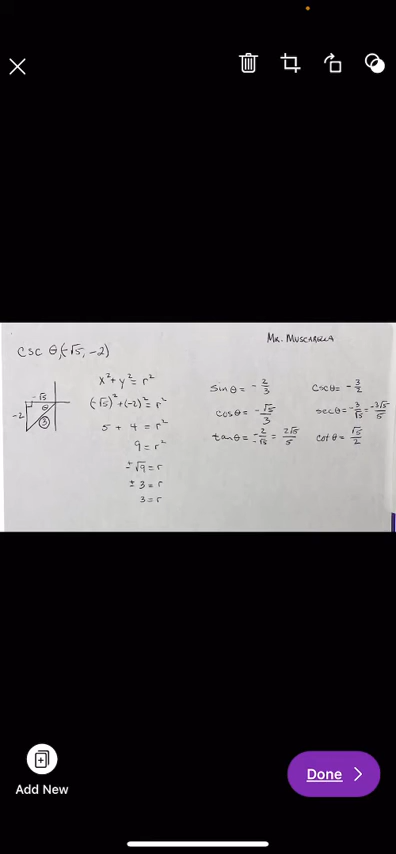 Mr. Muscarella
csc θ, (-√5, -2)
x² + y² = r²
(-√5)² + (-2)² = r²
5 + 4 = r²
9 = r²
±√9 = r
± 3 = r
3 = r
-√5
θ
-2
3
sin θ = -2/3
csc θ = -3/2
cos θ = -√5/3
sec θ = -3/√5 = -3√5/5
tan θ = -2/-√5 = 2√5/5
cot θ = √5/2
Add New
Done